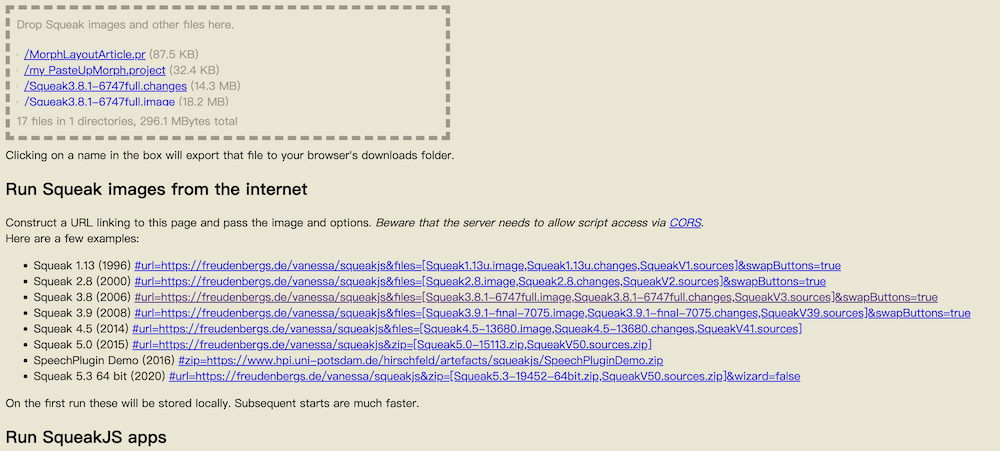 Drop Squeak images and other files here.
/MorphLayoutArticle.pr (87.5 KB)
/my PasteUpMorph.project (32.4 KB)
/Squeak3.8.1-6747full.changes (14.3 MB)
/Squeak3.8.1-6747full.image (18.2 MB)
17 files in 1 directories, 296.1 MBytes total
Clicking on a name in the box will export that file to your browser's downloads folder.
Run Squeak images from the internet
Construct a URL linking to this page and pass the image and options. Beware that the server needs to allow script access via CORS.
Here are a few examples:
• Squeak 1.13 (1996) #url=https://freudenbergs.de/vanessa/squeakjs&files=[Squeak1.13u.image,Squeak1.13u.changes,SqueakV1.sources]&swapButtons=true
• Squeak 2.8 (2000) #url=https://freudenbergs.de/vanessa/squeakjs&files=[Squeak2.8.image,Squeak2.8.changes,SqueakV2.sources]&swapButtons=true
• Squeak 3.8 (2006) #url=https://freudenbergs.de/vanessa/squeakjs&files=[Squeak3.8.1-6747full.image,Squeak3.8.1-6747full.changes,SqueakV3.sources]&swapButtons=true
• Squeak 3.9 (2008) #url=https://freudenbergs.de/vanessa/squeakjs&files=[Squeak3.9.1-final-7075.image,Squeak3.9.1-final-7075.changes,SqueakV39.sources]&swapButtons=true
• Squeak 4.5 (2014) #url=https://freudenbergs.de/vanessa/squeakjs&files=[Squeak4.5-13680.image,Squeak4.5-13680.changes,SqueakV41.sources]
• Squeak 5.0 (2015) #url=https://freudenbergs.de/vanessa/squeakjs&zip=[Squeak5.0-15113.zip,SqueakV50.sources.zip]
• SpeechPlugin Demo (2016) #zip=https://www.hpi.uni-potsdam.de/hirschfeld/artefacts/squeakjs/SpeechPluginDemo.zip
• Squeak 5.3 64 bit (2020) #url=https://freudenbergs.de/vanessa/squeakjs&zip=[Squeak5.3-19452-64bit.zip,SqueakV50.sources.zip]&wizard=false
On the first run these will be stored locally. Subsequent starts are much faster.
Run SqueakJS apps